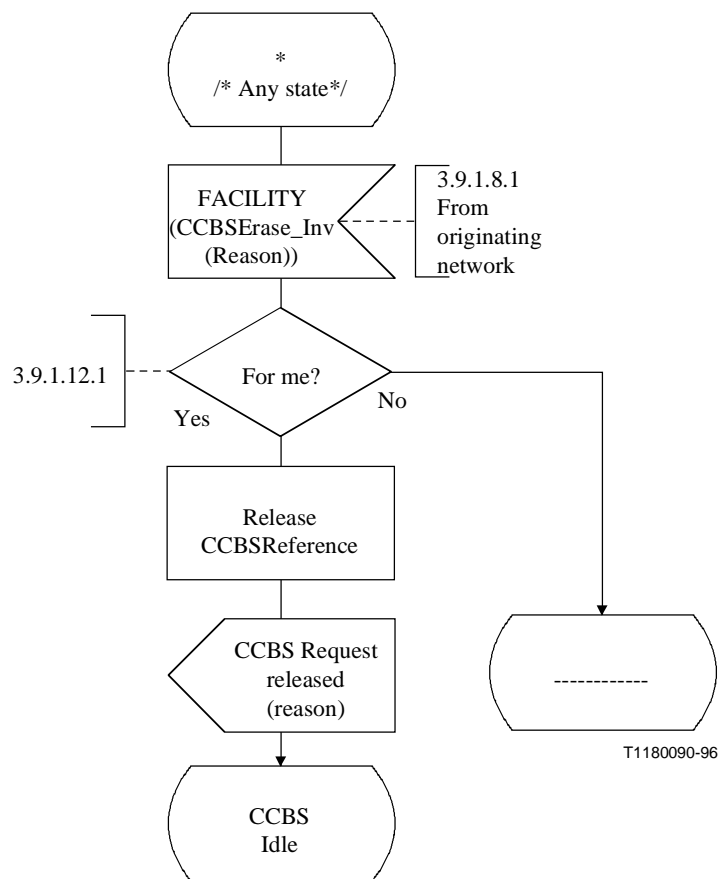 *
/* Any state*/
FACILITY
(CCBSErase_Inv
(Reason))
3.9.1.8.1
From
originating
network
3.9.1.12.1
For me?
Yes
No
Release
CCBSReference
CCBS Request
released
(reason)
------------
T1180090-96
CCBS
Idle